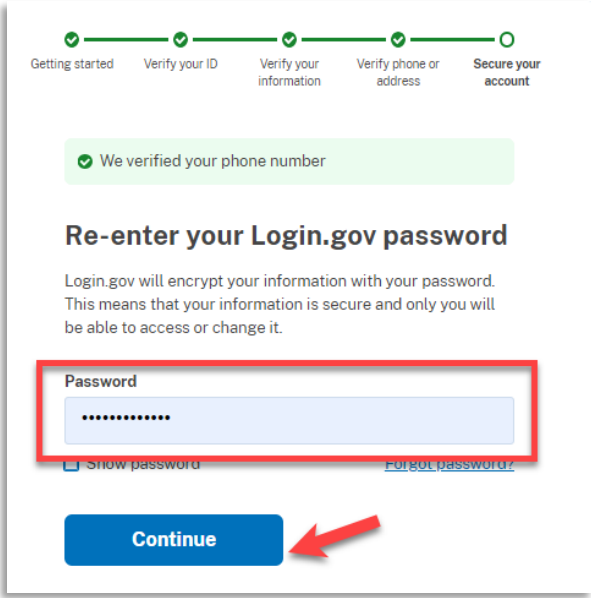 Getting started
Verify your ID
Verify your
information
Verify phone or
address
Secure your
account
We verified your phone number
Re-enter your Login.gov password
Login.gov will encrypt your information with your password.
This means that your information is secure and only you will
be able to access or change it.
Password
•••••••••••••
Show password
Forgot password?
Continue